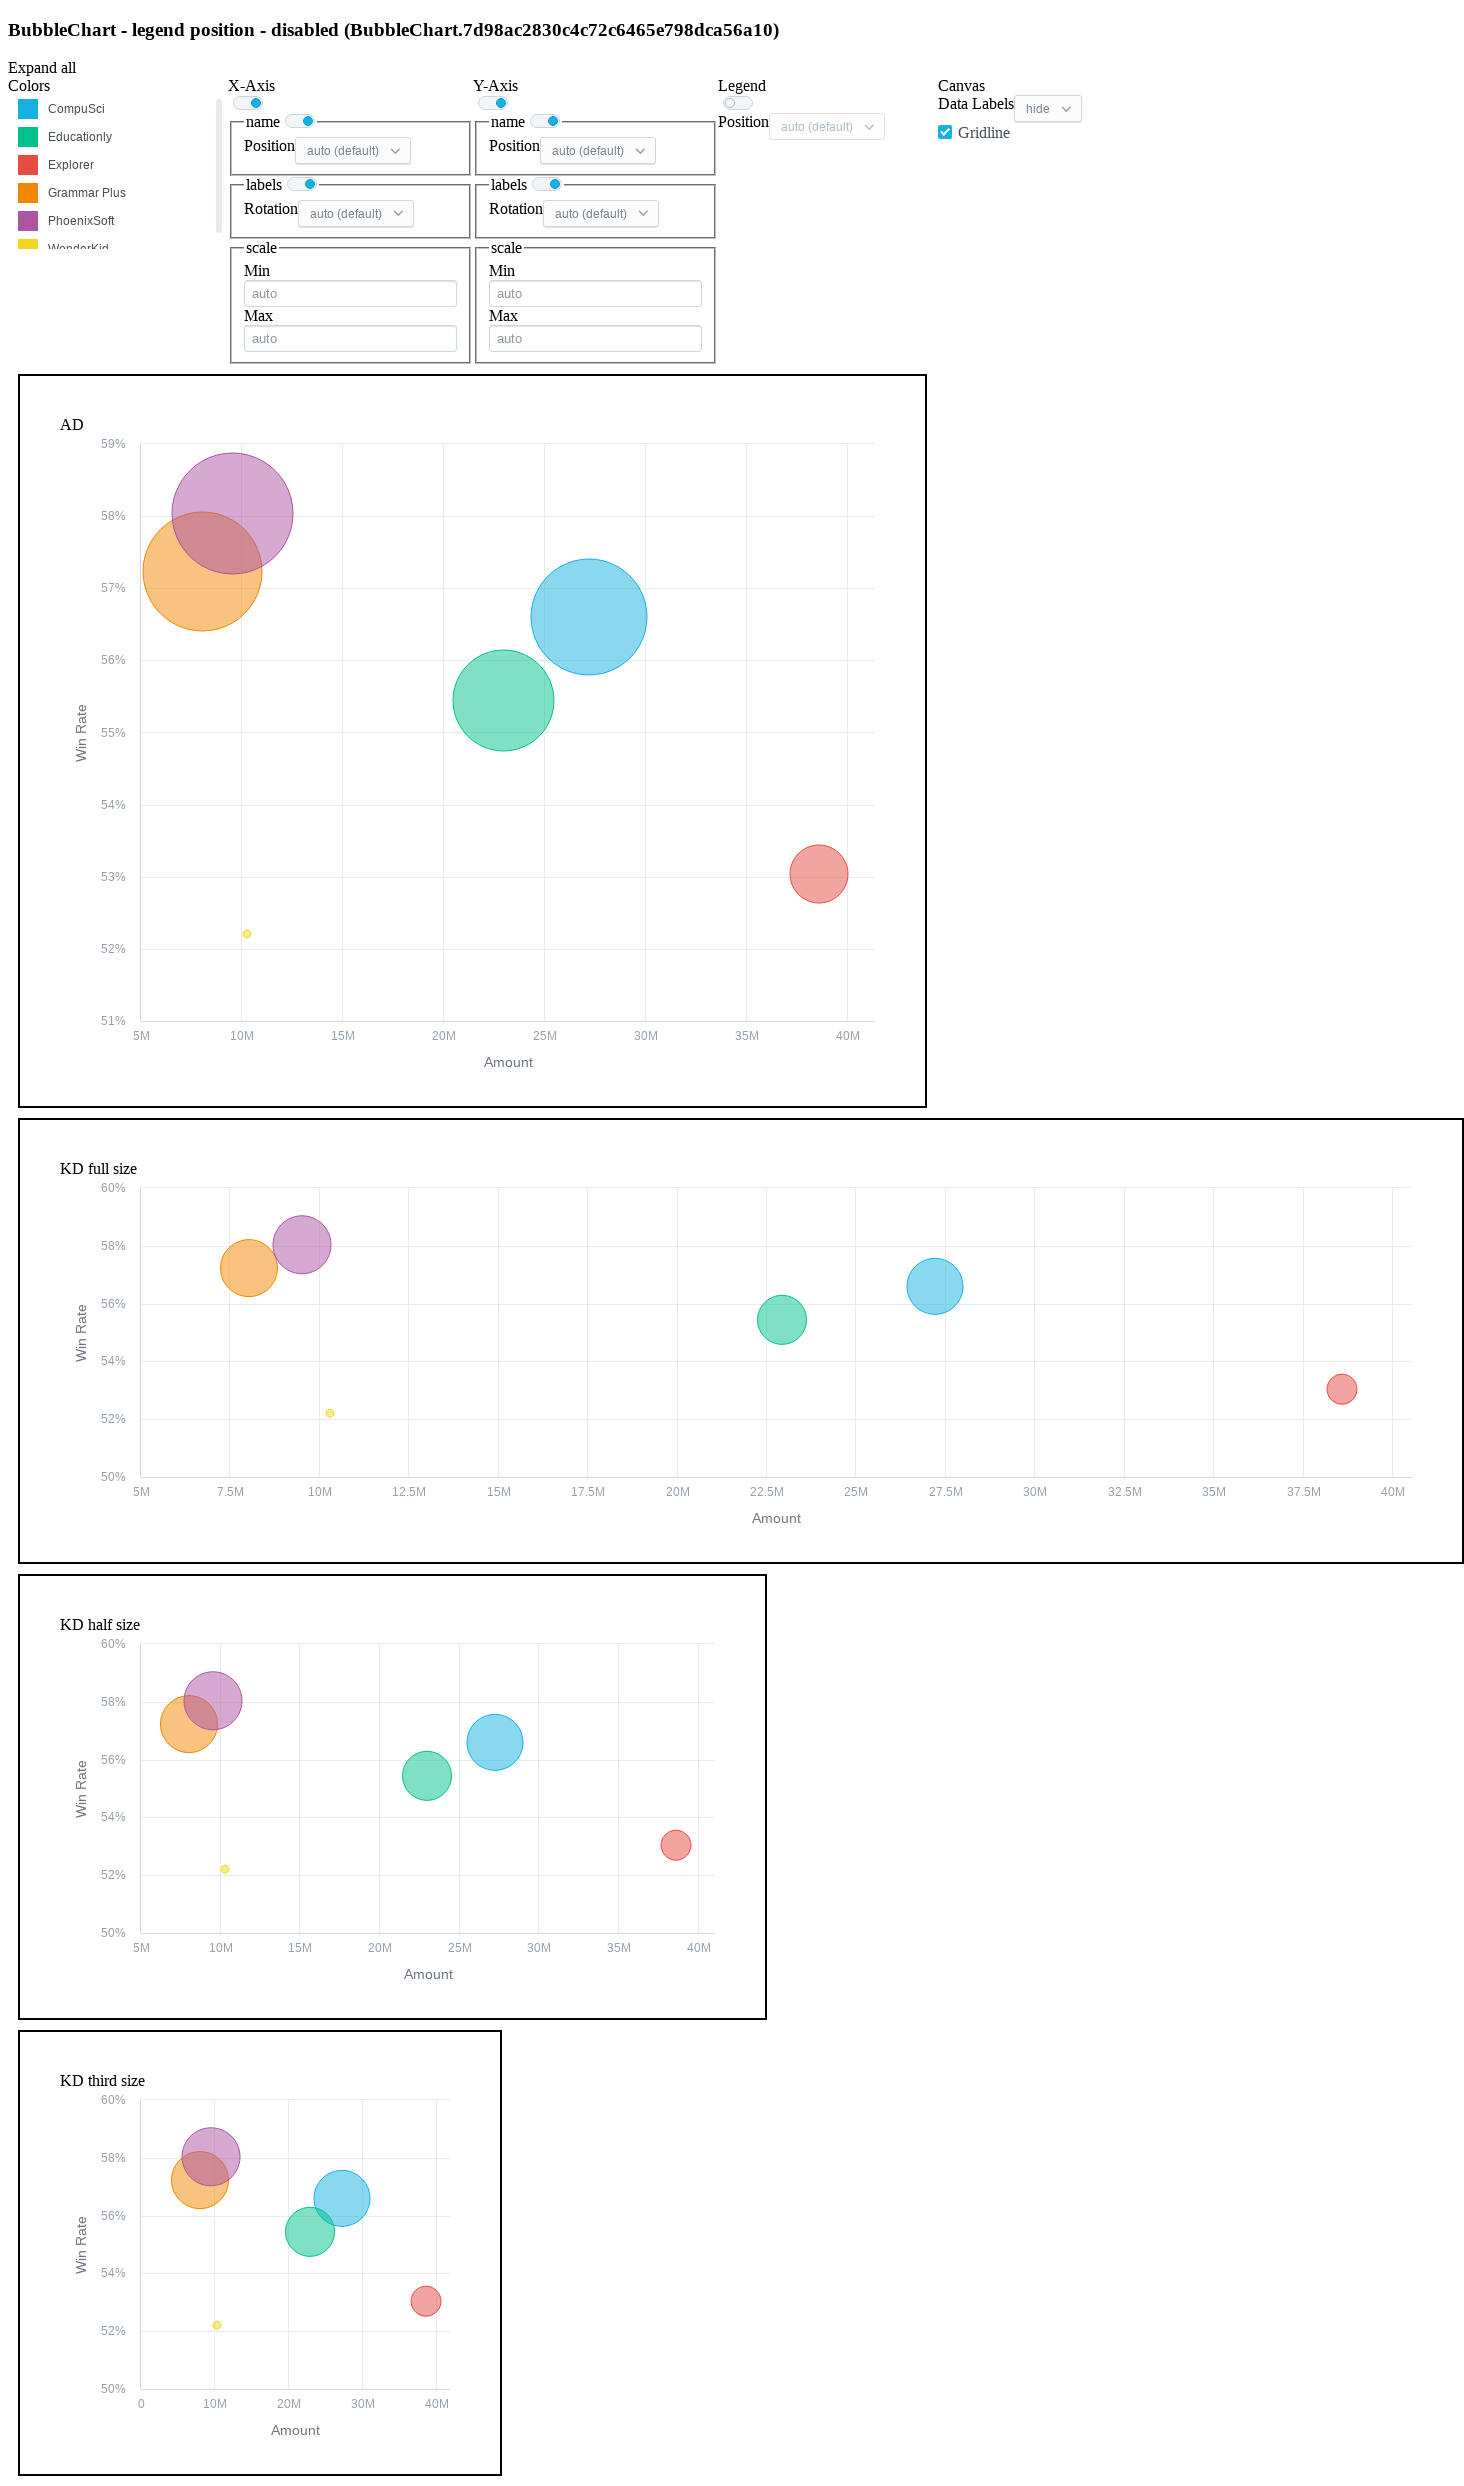 BubbleChart - legend position - disabled (BubbleChart.7d98ac2830c4c72c6465e798dca56a10)
Expand all
Colors
CompuSci
Educationly
Explorer
Grammar Plus
PhoenixSoft
WonderKid
X-Axis
name
Position auto (default)
labels
Rotation auto (default)
scale
Min
auto
Max
auto
Y-Axis
name
Position auto (default)
labels
Rotation auto (default)
scale
Min
auto
Max
auto
Legend
Position auto (default)
Canvas
Data Labels hide
Gridline
AD
59%
58%
57%
56%
55%
54%
53%
52%
51%
Win Rate
5M 10M 15M 20M 25M 30M 35M 40M
Amount
KD full size
60%
58%
56%
54%
52%
50%
Win Rate
5M 7.5M 10M 12.5M 15M 17.5M 20M 22.5M 25M 27.5M 30M 32.5M 35M 37.5M 40M
Amount
KD half size
60%
58%
56%
54%
52%
50%
Win Rate
5M 10M 15M 20M 25M 30M 35M 40M
Amount
KD third size
60%
58%
56%
54%
52%
50%
Win Rate
0 10M 20M 30M 40M
Amount